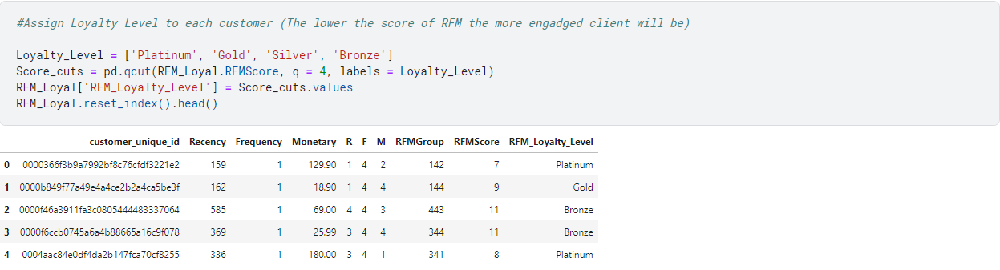 #Assign Loyalty Level to each customer (The lower the score of RFM the more engadged client will be)
Loyalty_Level = ['Platinum', 'Gold', 'Silver', 'Bronze']
Score_cuts = pd.qcut(RFM_Loyal.RFMScore, q = 4, labels = Loyalty_Level)
RFM_Loyal['RFM_Loyalty_Level'] = Score_cuts.values
RFM_Loyal.reset_index().head()
customer_unique_id Recency Frequency Monetary R F M RFMGroup RFMScore RFM_Loyalty_Level
0 0000366f3b9a7992bf8c76cfdf3221e2 159 1 129.90 1 4 2 142 7 Platinum
1 0000b849f77a49e4a4ce2b2a4ca5be3f 162 1 18.90 1 4 4 144 9 Gold
2 0000f46a3911fa3c0805444483337064 585 1 69.00 4 4 3 443 11 Bronze
3 0000f6ccb0745a6a4b88665a16c9f078 369 1 25.99 3 4 4 344 11 Bronze
4 0004aac84e0df4da2b147fca70cf8255 336 1 180.00 3 4 1 341 8 Platinum